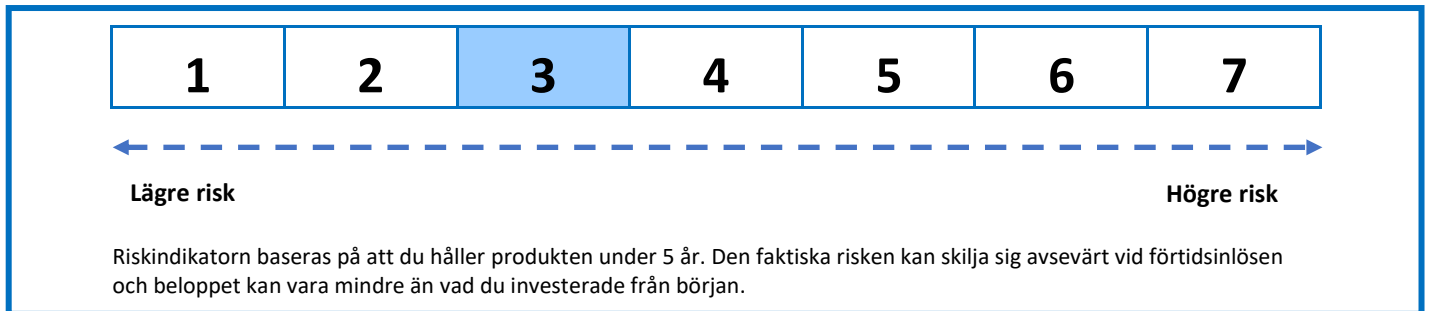 1 2 3 4 5 6 7
Lägre risk Högre risk
Riskindikatorn baseras på att du håller produkten under 5 år. Den faktiska risken kan skilja sig avsevärt vid förtidsinlösen
och beloppet kan vara mindre än vad du investerade från början.